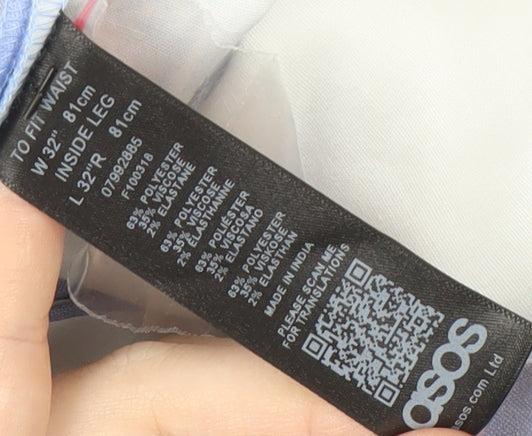 TO FIT WAIST
W 32" 81cm
INSIDE LEG
L 32"R 81cm
07992885
F100318
63% POLYESTER
35% VISCOSE
2% ELASTANE
63% POLYESTER
35% VISCOSE
2% ELASTHANNE
63% POLIESTER
35% VISCOSA
2% ELASTANO
63% POLYESTER
35% VISKOSE
2% ELASTHAN
MADE IN INDIA
PLEASE SCAN ME
FOR TRANSLATIONS
asos
sos.com Ltd